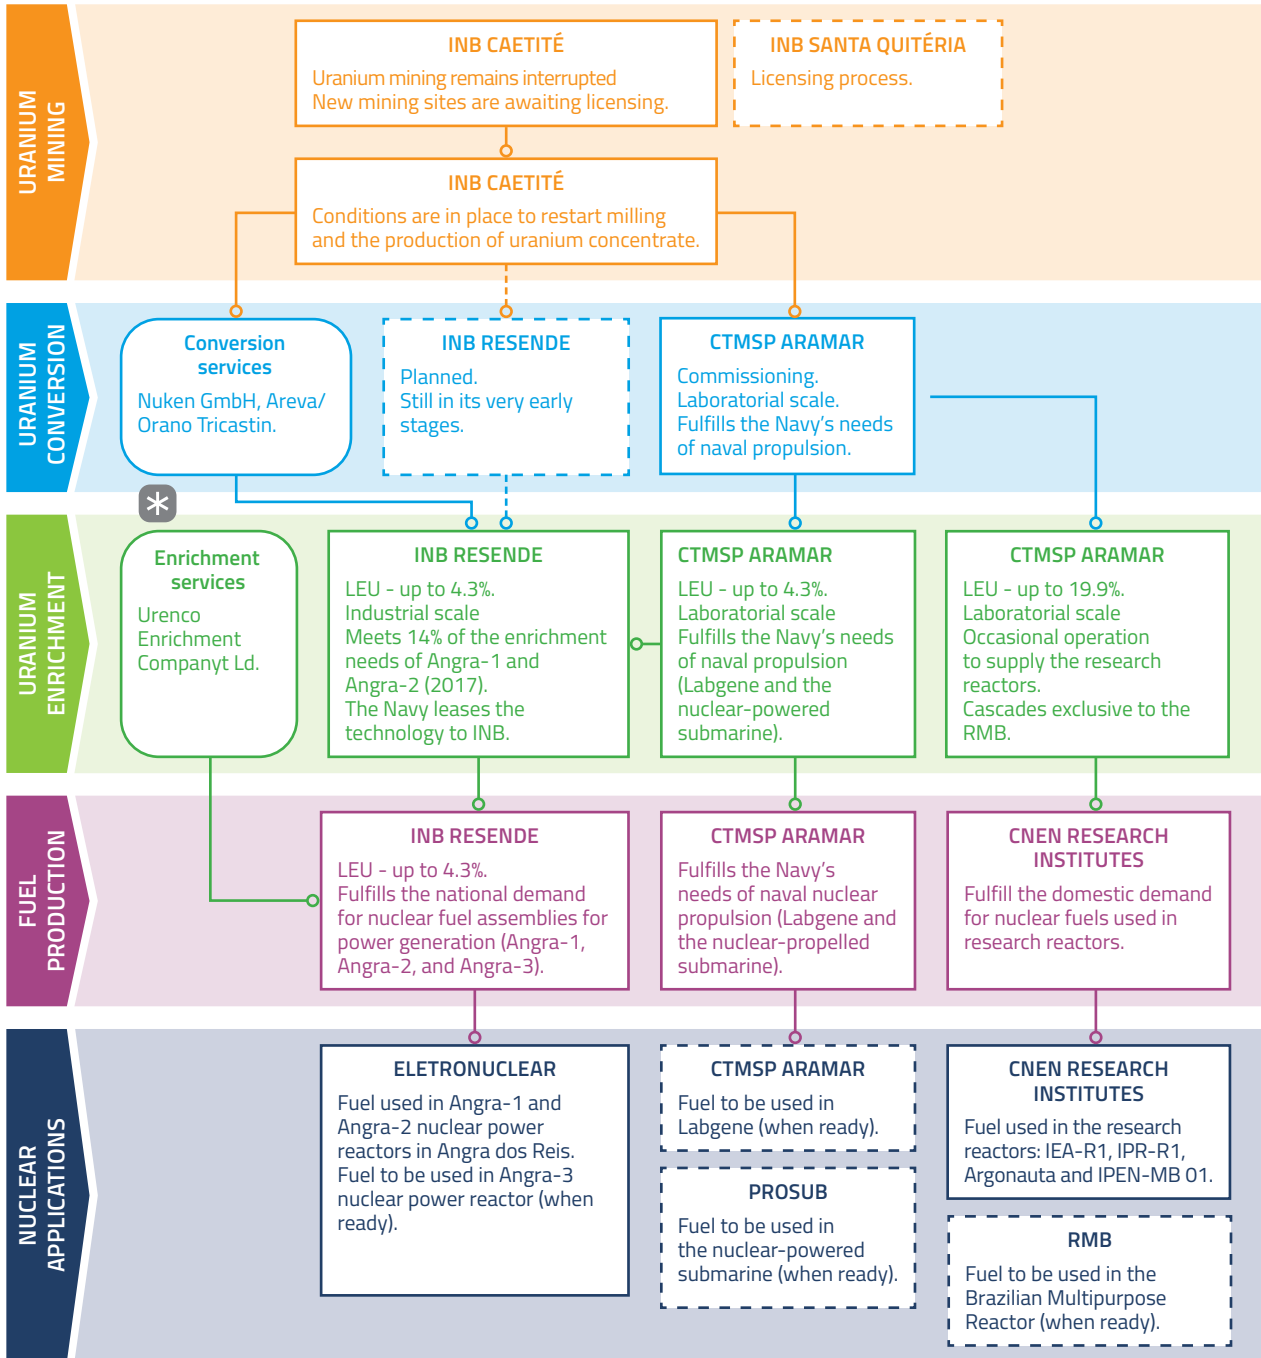 URANIUM
MINING
INB CAETITÉ
Uranium mining remains interrupted
New mining sites are awaiting licensing.
INB SANTA QUITÉRIA
Licensing process.
INB CAETITÉ
Conditions are in place to restart milling
and the production of uranium concentrate.
URANIUM
CONVERSION
Conversion
services
Nuken GmbH, Areva/
Orano Tricastin.
INB RESENDE
Planned.
Still in its very early
stages.
CTMSP ARAMAR
Commissioning.
Laboratorial scale.
Fulfills the Navy's needs
of naval propulsion.
*
URANIUM
ENRICHMENT
Enrichment
services
Urenco
Enrichment
Companyt Ld.
INB RESENDE
LEU - up to 4.3%.
Industrial scale
Meets 14% of the enrichment
needs of Angra-1 and
Angra-2 (2017).
The Navy leases the
technology to INB.
CTMSP ARAMAR
LEU - up to 4.3%.
Laboratorial scale
Fulfills the Navy's needs
of naval propulsion
(Labgene and the
nuclear-powered
submarine).
CTMSP ARAMAR
LEU - up to 19.9%.
Laboratorial scale
Occasional operation
to supply the research
reactors.
Cascades exclusive to the
RMB.
FUEL
PRODUCTION
INB RESENDE
LEU - up to 4.3%.
Fulfills the national demand
for nuclear fuel assemblies for
power generation (Angra-1,
Angra-2, and Angra-3).
CTMSP ARAMAR
Fulfills the Navy's
needs of naval nuclear
propulsion (Labgene and
the nuclear-propelled
submarine).
CNEN RESEARCH
INSTITUTES
Fulfill the domestic demand
for nuclear fuels used in
research reactors.
NUCLEAR
APPLICATIONS
ELETRONUCLEAR
Fuel used in Angra-1 and
Angra-2 nuclear power
reactors in Angra dos Reis.
Fuel to be used in Angra-3
nuclear power reactor (when
ready).
CTMSP ARAMAR
Fuel to be used in
Labgene (when ready).
PROSUB
Fuel to be used in
the nuclear-powered
submarine (when ready).
CNEN RESEARCH
INSTITUTES
Fuel used in the research
reactors: IEA-R1, IPR-R1,
Argonauta and IPEN-MB 01.
RMB
Fuel to be used in the
Brazilian Multipurpose
Reactor (when ready).